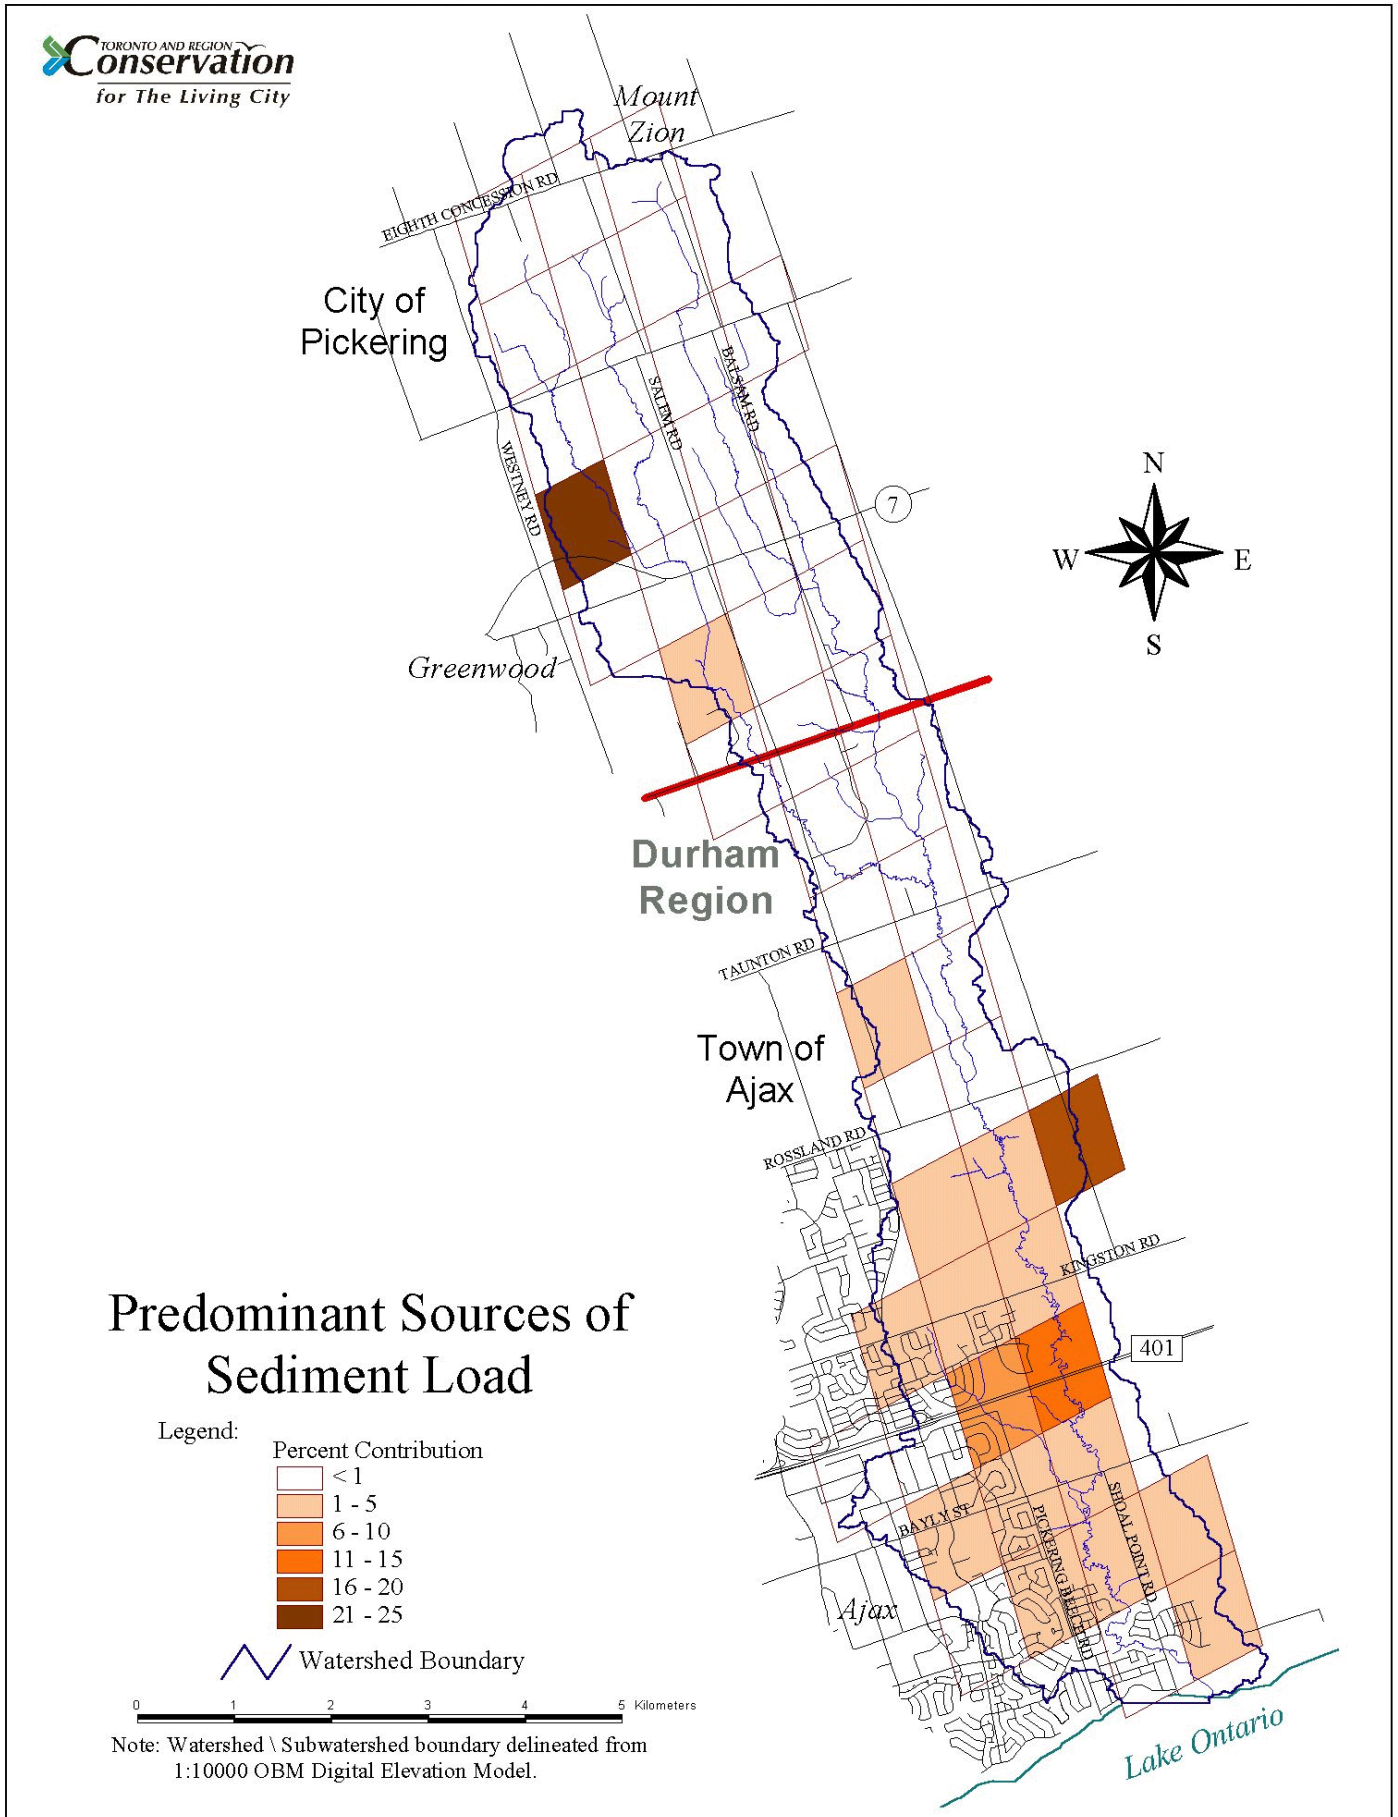 TORONTO AND REGION
Conservation
for The Living City
Mount
Zion
EIGHTH CONCESSION RD
City of
Pickering
SALEM RD
BALSAM RD
WESTNEY RD
7
N
W
E
S
Greenwood
Durham
Region
TAUNTON RD
Town of
Ajax
ROSSLAND RD
KINGSTON RD
401
Predominant Sources of
Sediment Load
Legend:
Percent Contribution
< 1
1 - 5
6 - 10
11 - 15
16 - 20
21 - 25
Watershed Boundary
BAYLY ST
PICKERING BEECH RD
SHOAL POINT RD
Ajax
0 1 2 3 4 5 Kilometers
Note: Watershed \ Subwatershed boundary delineated from
1:10000 OBM Digital Elevation Model.
Lake Ontario